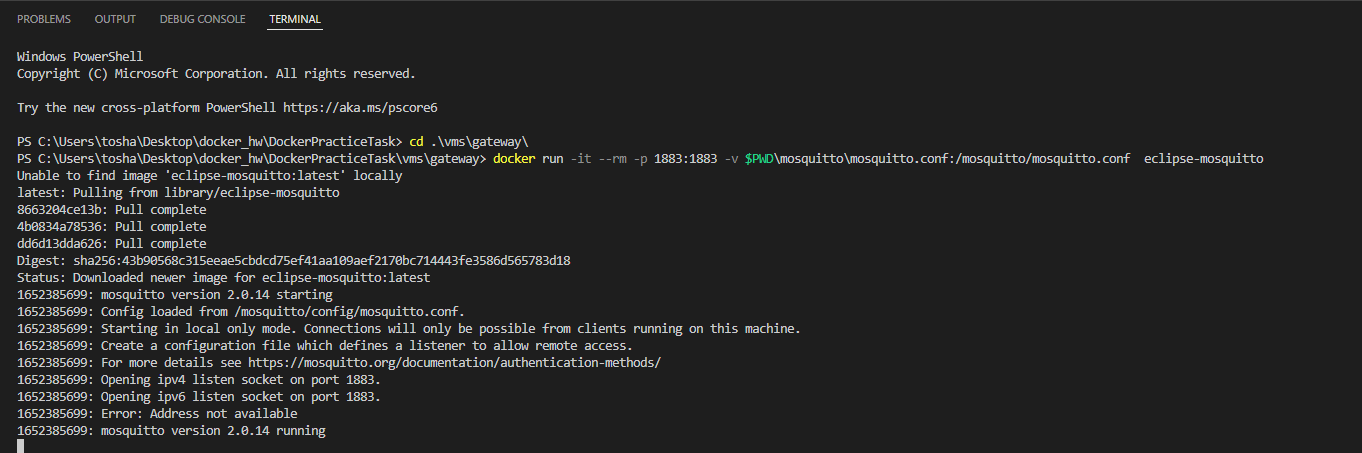 PROBLEMS OUTPUT DEBUG CONSOLE TERMINAL
Windows PowerShell
Copyright (C) Microsoft Corporation. All rights reserved.
Try the new cross-platform PowerShell https://aka.ms/pscore6
PS C:\Users\tosha\Desktop\docker_hw\DockerPracticeTask> cd .\vms\gateway\
PS C:\Users\tosha\Desktop\docker_hw\DockerPracticeTask\vms\gateway> docker run -it --rm -p 1883:1883 -v $PWD\mosquitto\mosquitto.conf:/mosquitto/mosquitto.conf  eclipse-mosquitto
Unable to find image 'eclipse-mosquitto:latest' locally
latest: Pulling from library/eclipse-mosquitto
8663204ce13b: Pull complete
4b0834a78536: Pull complete
dd6d13dda626: Pull complete
Digest: sha256:43b90568c315eeae5cbdcd75ef41aa109aef2170bc714443fe3586d565783d18
Status: Downloaded newer image for eclipse-mosquitto:latest
1652385699: mosquitto version 2.0.14 starting
1652385699: Config loaded from /mosquitto/config/mosquitto.conf.
1652385699: Starting in local only mode. Connections will only be possible from clients running on this machine.
1652385699: Create a configuration file which defines a listener to allow remote access.
1652385699: For more details see https://mosquitto.org/documentation/authentication-methods/
1652385699: Opening ipv4 listen socket on port 1883.
1652385699: Opening ipv6 listen socket on port 1883.
1652385699: Error: Address not available
1652385699: mosquitto version 2.0.14 running